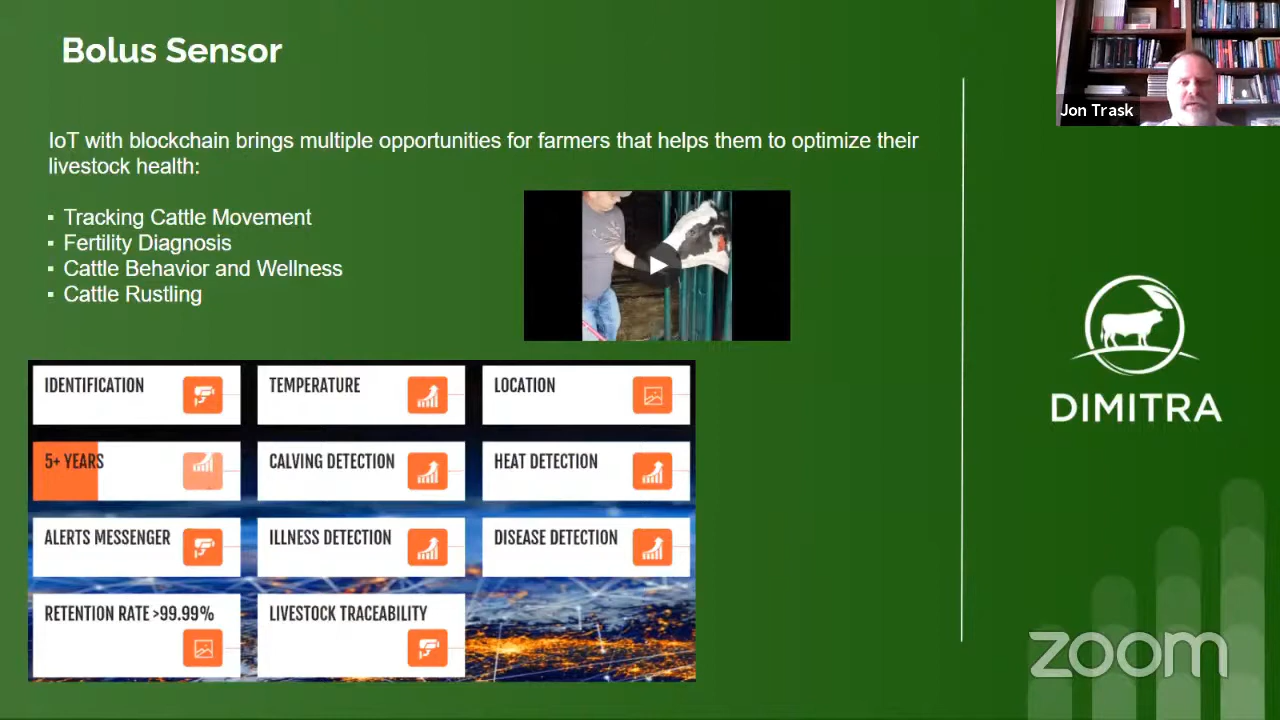 Bolus Sensor
Jon Trask
IoT with blockchain brings multiple opportunities for farmers that helps them to optimize their
livestock health:
▪ Tracking Cattle Movement
▪ Fertility Diagnosis
▪ Cattle Behavior and Wellness
▪ Cattle Rustling
DIMITRA
IDENTIFICATION
TEMPERATURE
LOCATION
5+ YEARS
CALVING DETECTION
HEAT DETECTION
ALERTS MESSENGER
ILLNESS DETECTION
DISEASE DETECTION
RETENTION RATE >99.99%
LIVESTOCK TRACEABILITY
zoom